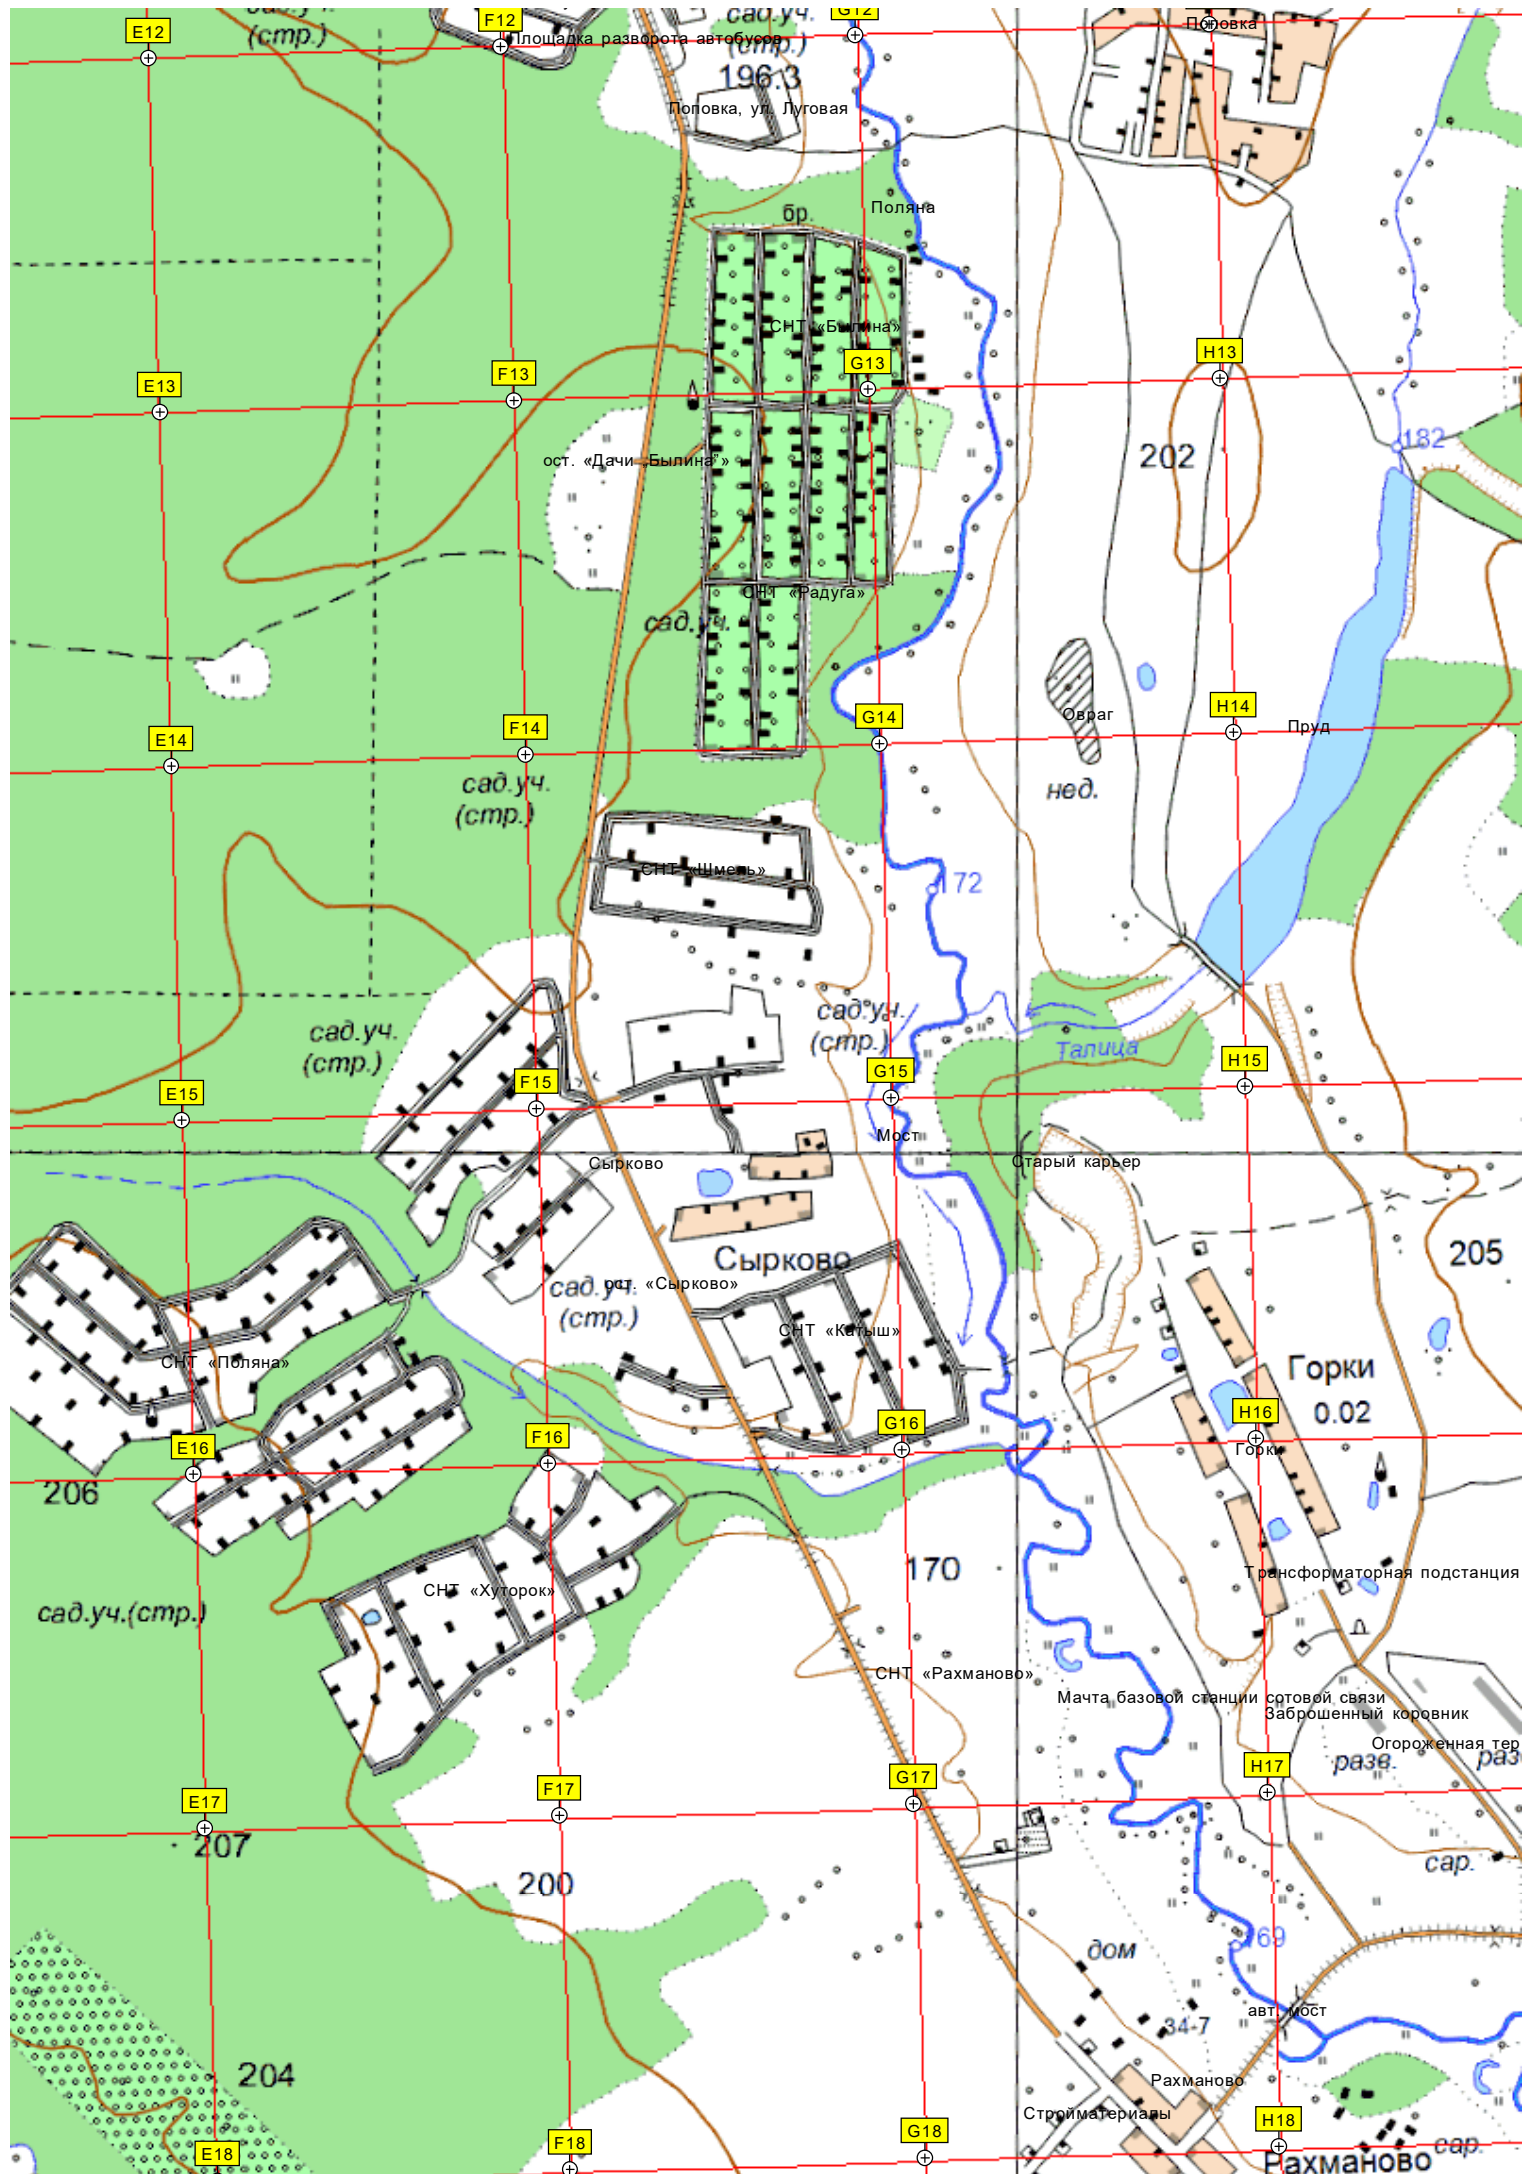 сад.уч.
(стр.)
E12
F12
Площадка разворота автобусов
сад.уч.
(стр.)
G12
Поповка
196.3
Поповка, ул. Луговая
бр.
Поляна
СНТ «Былина»
E13
F13
G13
H13
182
202
ост. «Дачи „Былина”»
СНТ «Радуга»
сад.уч.
E14
F14
G14
H14
Овраг
Пруд
сад.уч.
(стр.)
нед.
СНТ «Шмель»
172
сад.уч.
(стр.)
сад.уч.
(стр.)
Талица
E15
F15
G15
H15
Мост
Сырково
Старый карьер
Сырково
205
сад.уч.
(стр.)
ост. «Сырково»
СНТ «Катыш»
СНТ «Поляна»
Горки
0.02
E16
F16
G16
H16
Горки
206
170
СНТ «Хуторок»
Трансформаторная подстанция
сад.уч.(стр.)
СНТ «Рахманово»
Мачта базовой станции сотовой связи
Заброшенный коровник
Огороженная тер
разв.
раз
E17
F17
G17
H17
207
200
сар.
169
дом
авт. мост
34-7
204
Рахманово
Стройматериалы
E18
F18
G18
H18
сар.
Рахманово